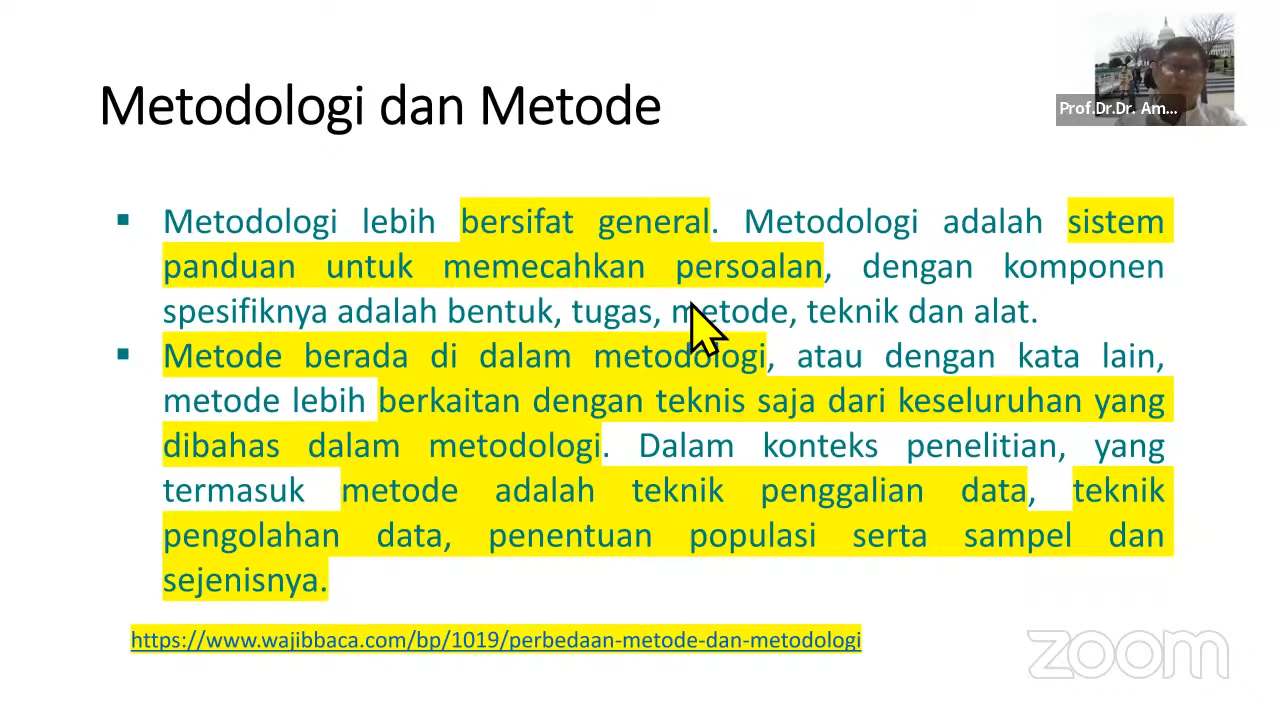 Metodologi dan Metode
Prof.Dr.Dr. Am...
Metodologi lebih bersifat general. Metodologi adalah sistem
panduan untuk memecahkan persoalan, dengan komponen
spesifiknya adalah bentuk, tugas, metode, teknik dan alat.
Metode berada di dalam metodologi, atau dengan kata lain,
metode lebih berkaitan dengan teknis saja dari keseluruhan yang
dibahas dalam metodologi. Dalam konteks penelitian, yang
termasuk metode adalah teknik penggalian data, teknik
pengolahan data, penentuan populasi serta sampel dan
sejenisnya.
https://www.wajibbaca.com/bp/1019/perbedaan-metode-dan-metodologi
zoom